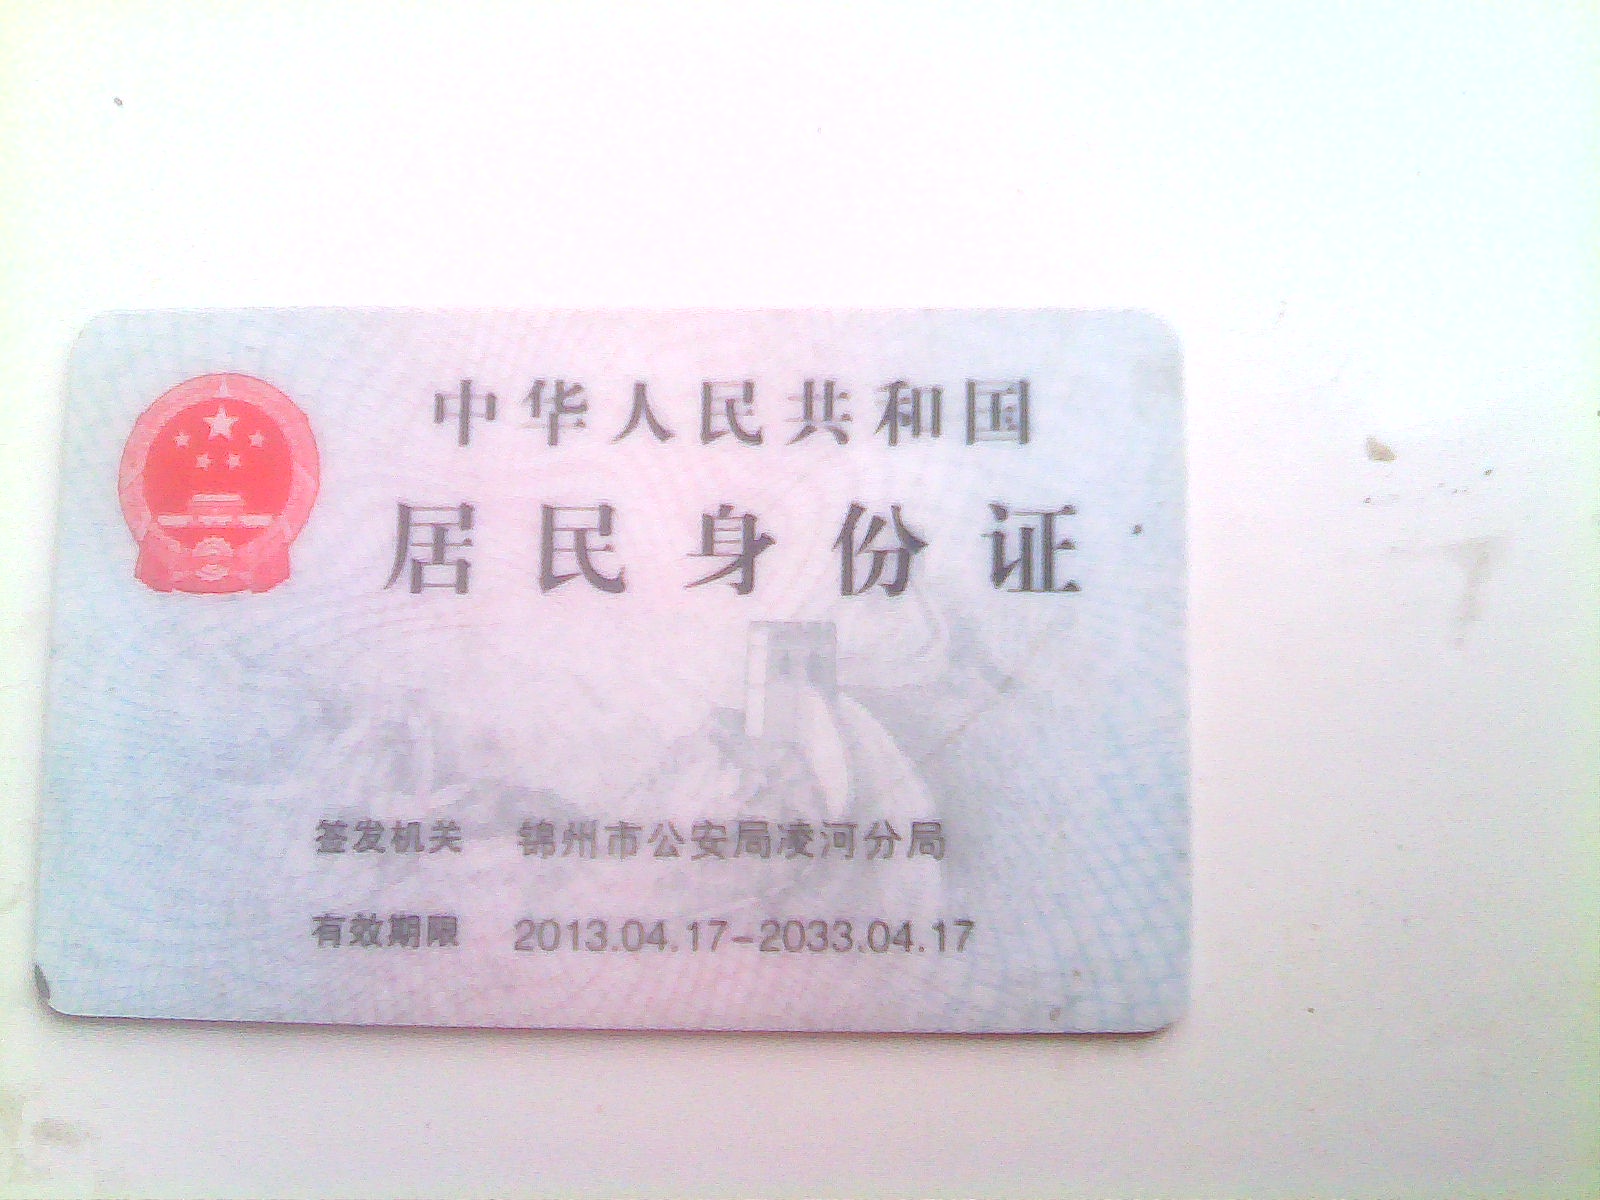 中华人民共和国
居民身份证
签发机关 锦州市公安局凌河分局
有效期限 2013.04.17-2033.04.17